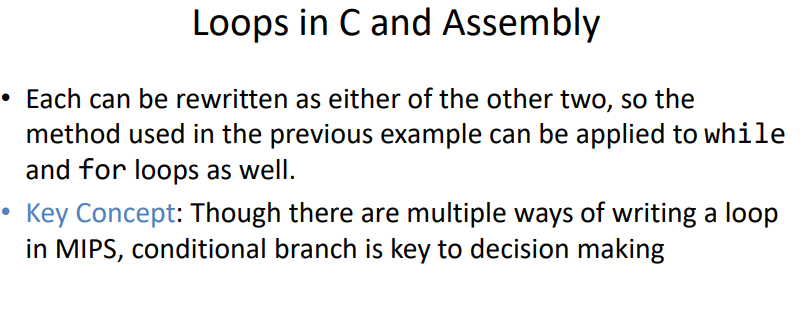 Loops in C and Assembly
• Each can be rewritten as either of the other two, so the
method used in the previous example can be applied to while
and for loops as well.
• Key Concept: Though there are multiple ways of writing a loop
in MIPS, conditional branch is key to decision making